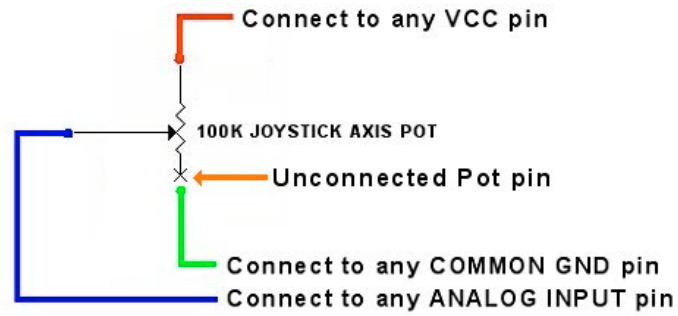 Connect to any VCC pin
100K JOYSTICK AXIS POT
Unconnected Pot pin
Connect to any COMMON GND pin
Connect to any ANALOG INPUT pin